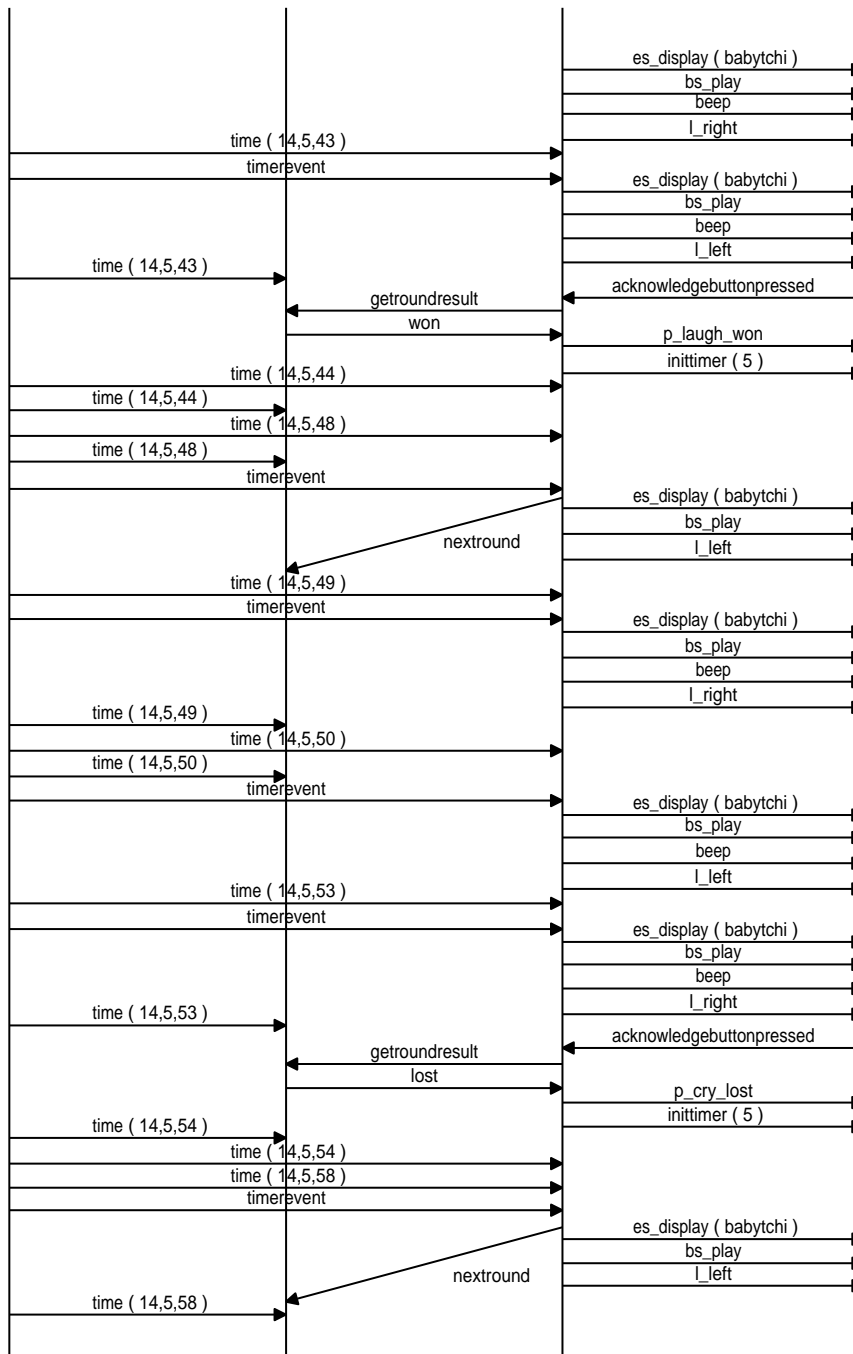 es_display ( babytchi )
bs_play
beep
l_right
time ( 14,5,43 )
timerevent
es_display ( babytchi )
bs_play
beep
l_left
time ( 14,5,43 )
acknowledgebuttonpressed
getroundresult
won
p_laugh_won
inittimer ( 5 )
time ( 14,5,44 )
time ( 14,5,44 )
time ( 14,5,48 )
time ( 14,5,48 )
timerevent
es_display ( babytchi )
bs_play
nextround
l_left
time ( 14,5,49 )
timerevent
es_display ( babytchi )
bs_play
beep
l_right
time ( 14,5,49 )
time ( 14,5,50 )
time ( 14,5,50 )
timerevent
es_display ( babytchi )
bs_play
beep
l_left
time ( 14,5,53 )
timerevent
es_display ( babytchi )
bs_play
beep
l_right
time ( 14,5,53 )
acknowledgebuttonpressed
getroundresult
lost
p_cry_lost
inittimer ( 5 )
time ( 14,5,54 )
time ( 14,5,54 )
time ( 14,5,58 )
timerevent
es_display ( babytchi )
bs_play
nextround
l_left
time ( 14,5,58 )